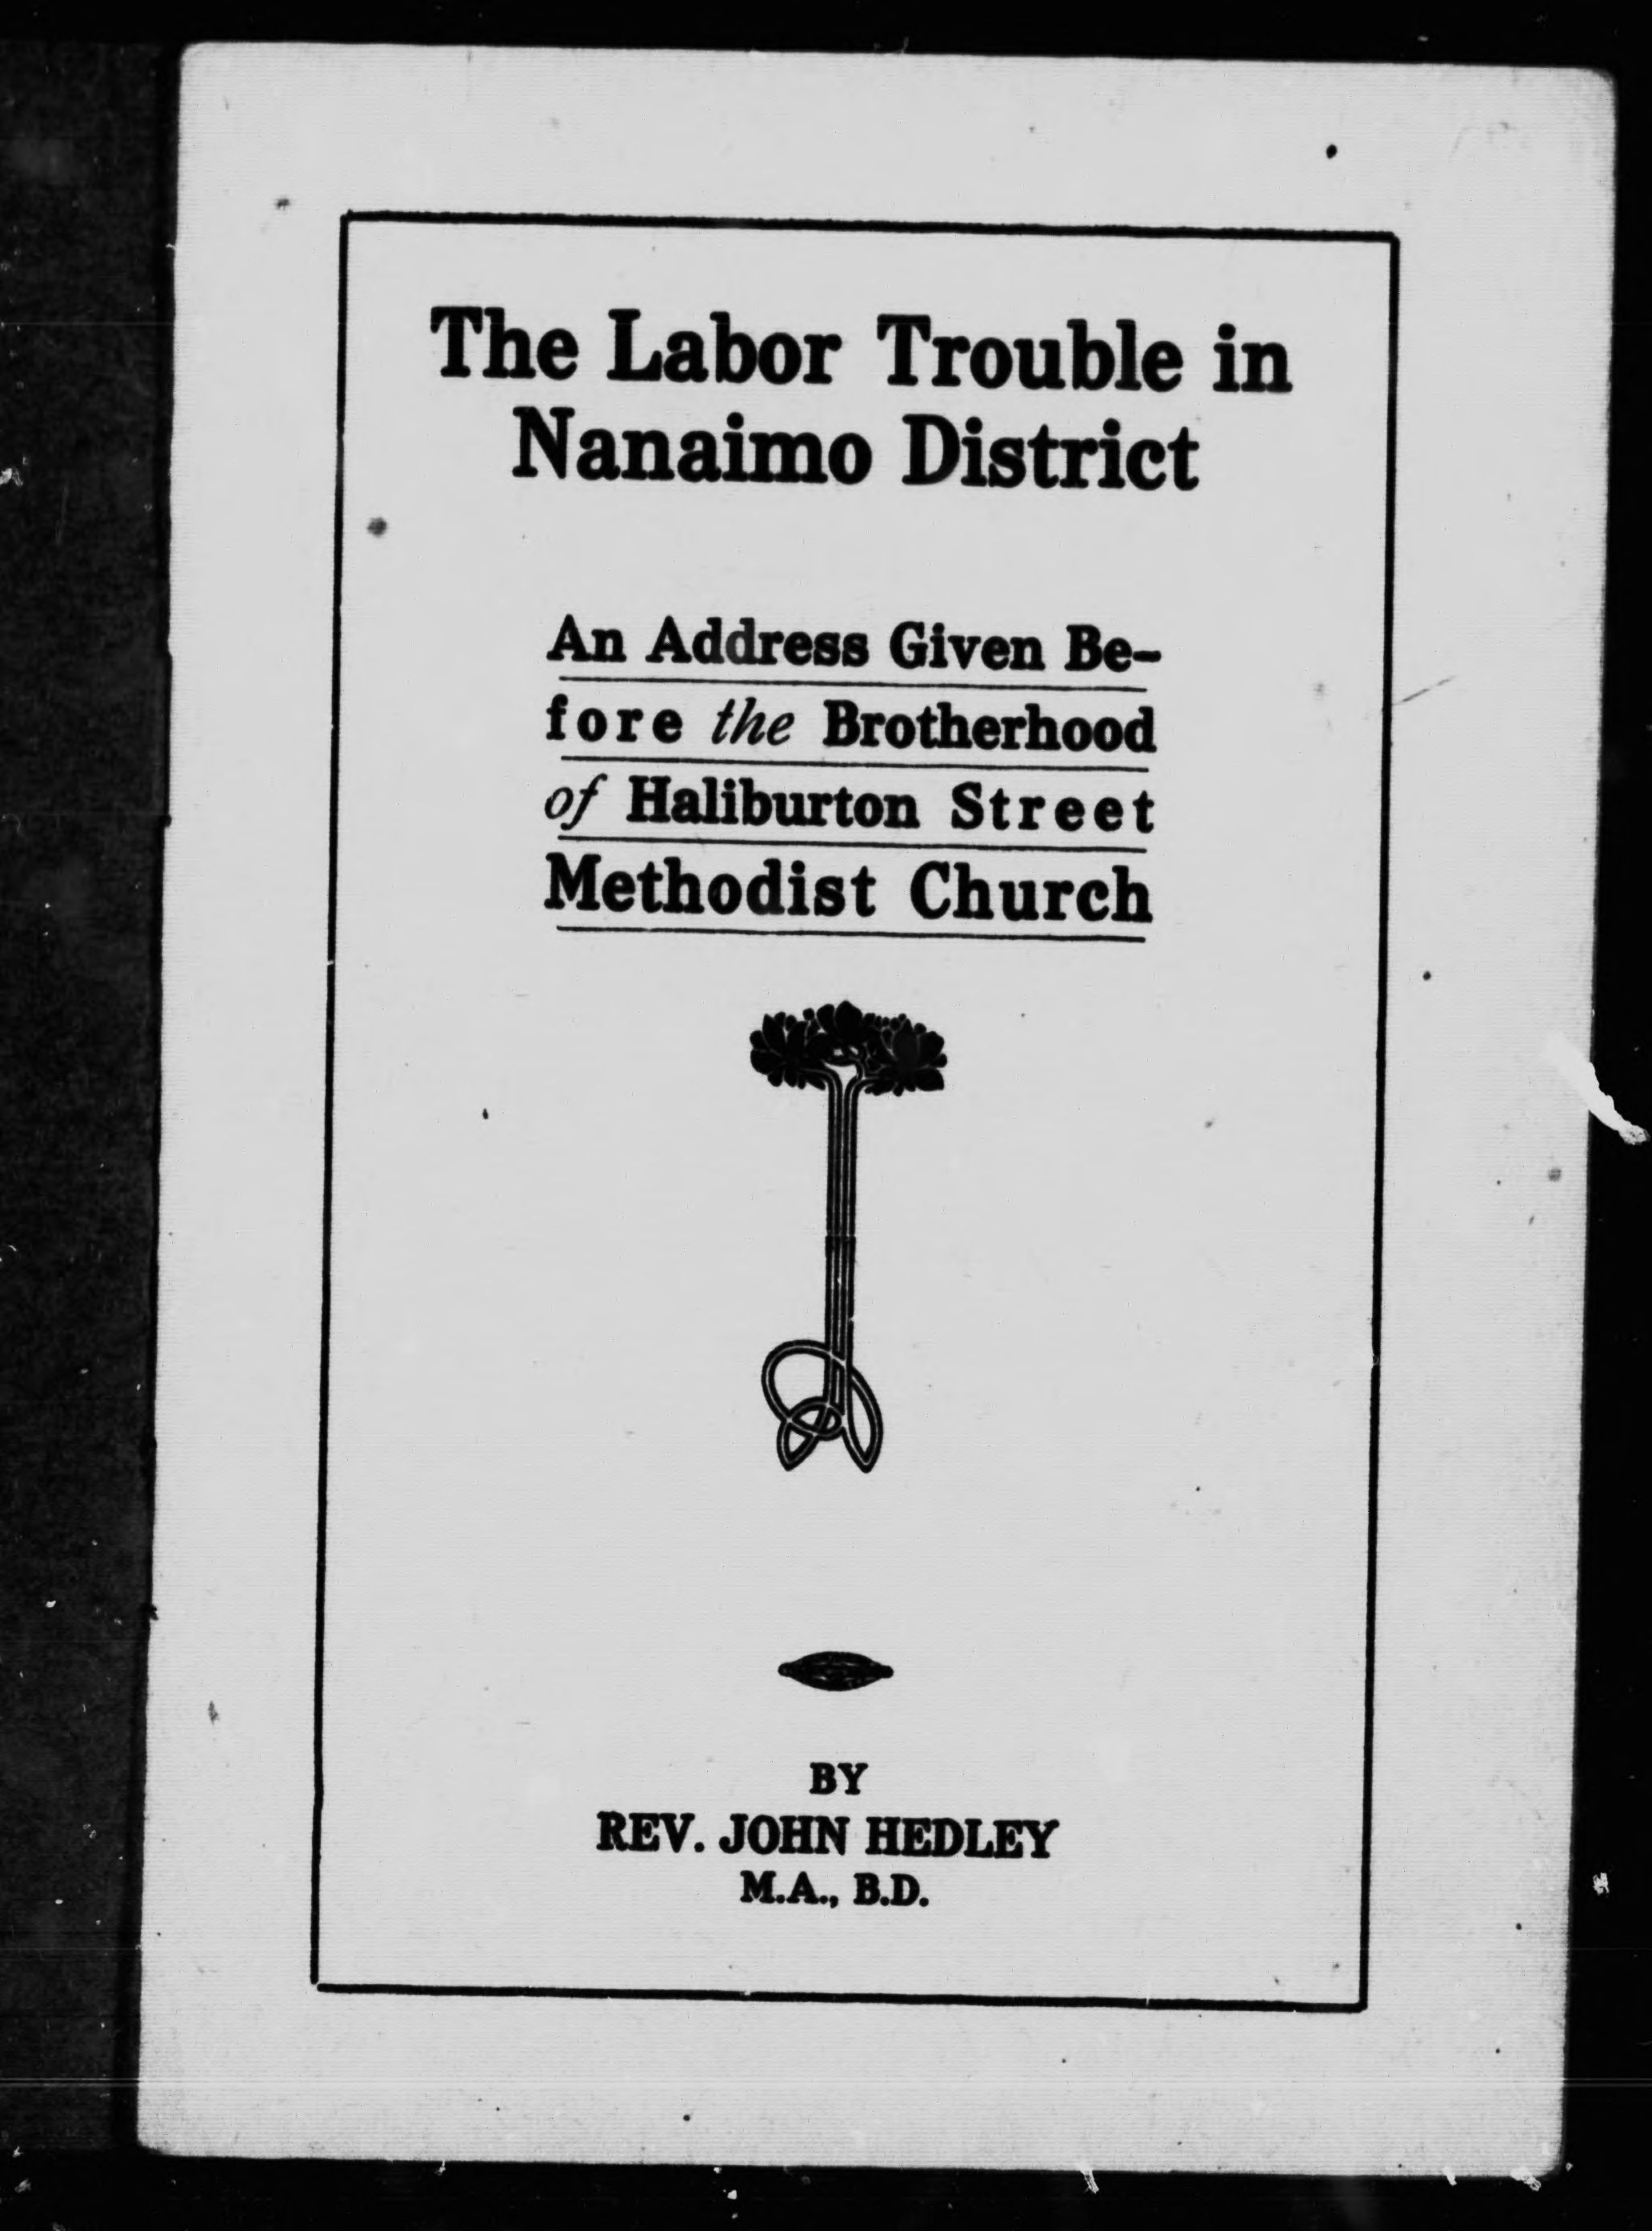 The Labor Trouble in
Nanaimo District
An Address Given Be-
fore the Brotherhood
of Haliburton Street
Methodist Church
BY
REV. JOHN HEDLEY
M.A., B.D.